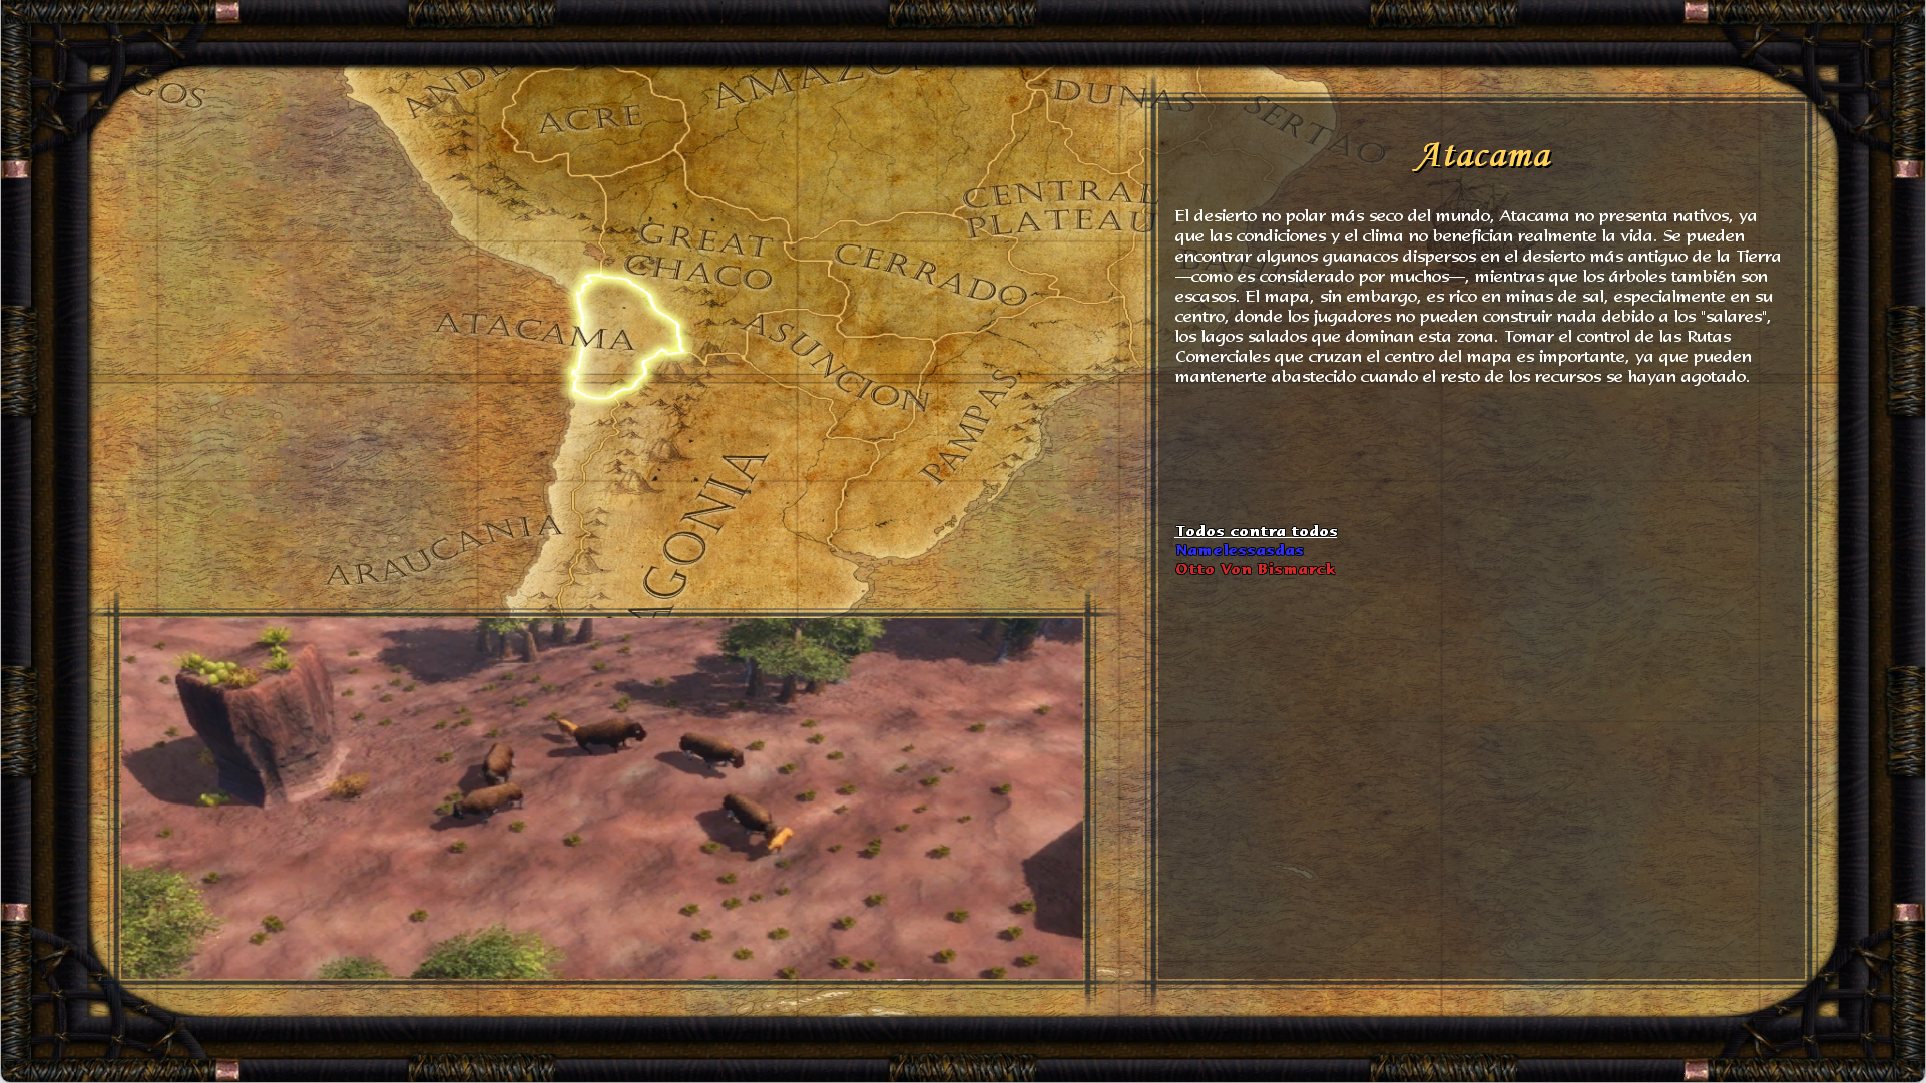 GOS
ACRE
DUNAS
SERTAO
CENTRAL
PLATEAU
GREAT
CHACO
CERRADO
ATACAMA
ASUNCION
PAMPAS
ARAUCANIA
AGONIA
Atacama
El desierto no polar más seco del mundo, Atacama no presenta nativos, ya
que las condiciones y el clima no benefician realmente la vida. Se pueden
encontrar algunos guanacos dispersos en el desierto más antiguo de la Tierra
—como es considerado por muchos—, mientras que los árboles también son
escasos. El mapa, sin embargo, es rico en minas de sal, especialmente en su
centro, donde los jugadores no pueden construir nada debido a los "salares",
los lagos salados que dominan esta zona. Tomar el control de las Rutas
Comerciales que cruzan el centro del mapa es importante, ya que pueden
mantenerte abastecido cuando el resto de los recursos se hayan agotado.
Todos contra todos
Namelessasdas
Otto Von Bismarck